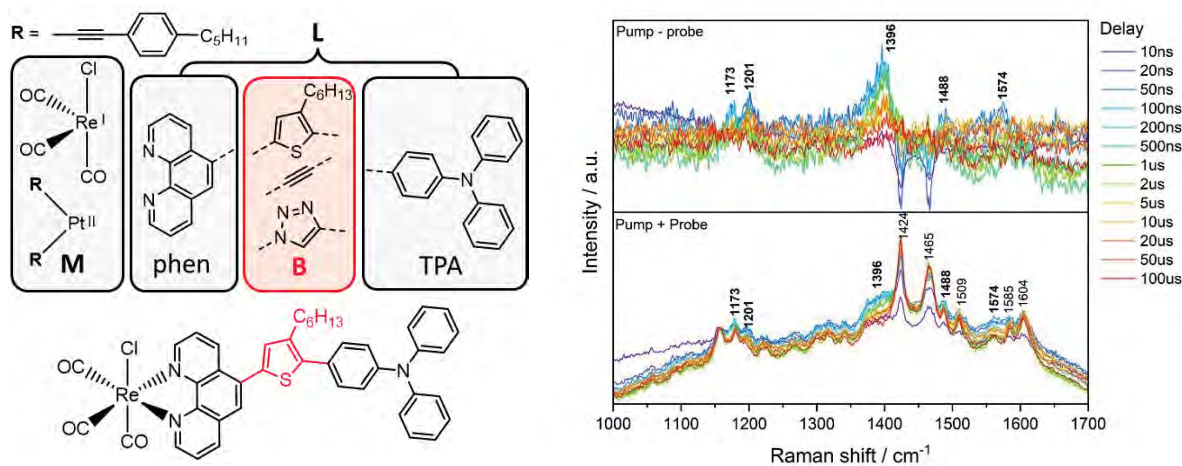 R =
C₅H₁₁
L
Cl
OC
Re I
OC
CO
R
Pt II
R
M
N
N
phen
C₆H₁₃
S
N=N
N
B
N
TPA
C₆H₁₃
Cl
OC
N
S
N
Re
OC
N
CO
Pump - probe
1173
1201
1396
1488
1574
Pump + Probe
1173
1201
1396
1424
1465
1488
1509
1574
1585
1604
Intensity / a.u.
1000 1100 1200 1300 1400 1500 1600 1700
Raman shift / cm⁻¹
Delay
10ns
20ns
50ns
100ns
200ns
500ns
1us
2us
5us
10us
20us
50us
100us